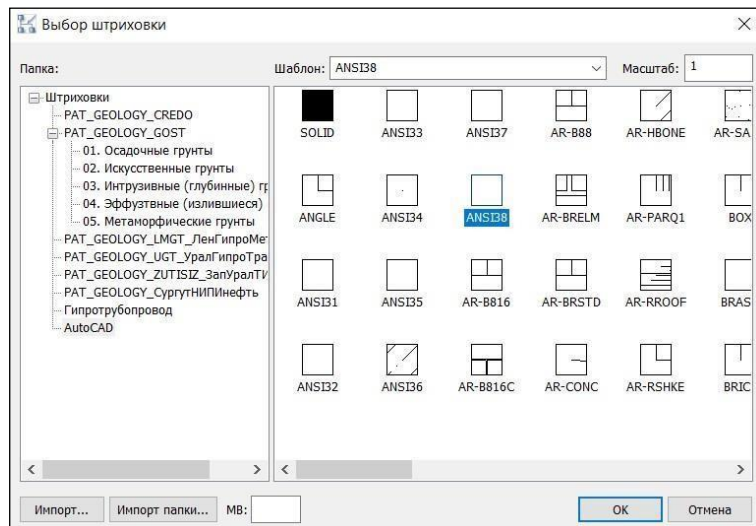 Выбор штриховки
Папка:
Шаблон: ANSI38
Масштаб: 1
Штриховки
PAT_GEOLOGY_CREDO
PAT_GEOLOGY_GOST
01. Осадочные грунты
02. Искусственные грунты
03. Интрузивные (глубинные) гр
04. Эффузтвные (излившиеся)
05. Метаморфические грунты
PAT_GEOLOGY_LMGT_ЛенГипроМе
PAT_GEOLOGY_UGT_УралГипроТра
PAT_GEOLOGY_ZUTISIZ_ЗапУралТИ
PAT_GEOLOGY_СургутНИПИнефть
Гипротрубопровод
AutoCAD
SOLID ANSI33 ANSI37 AR-B88 AR-HBONE AR-SA
ANGLE ANSI34 ANSI38 AR-BRELM AR-PARQ1 BOX
ANSI31 ANSI35 AR-B816 AR-BRSTD AR-RROOF BRAS
ANSI32 ANSI36 AR-B816C AR-CONC AR-RSHKE BRIC
Импорт... Импорт папки... МВ: OK Отмена